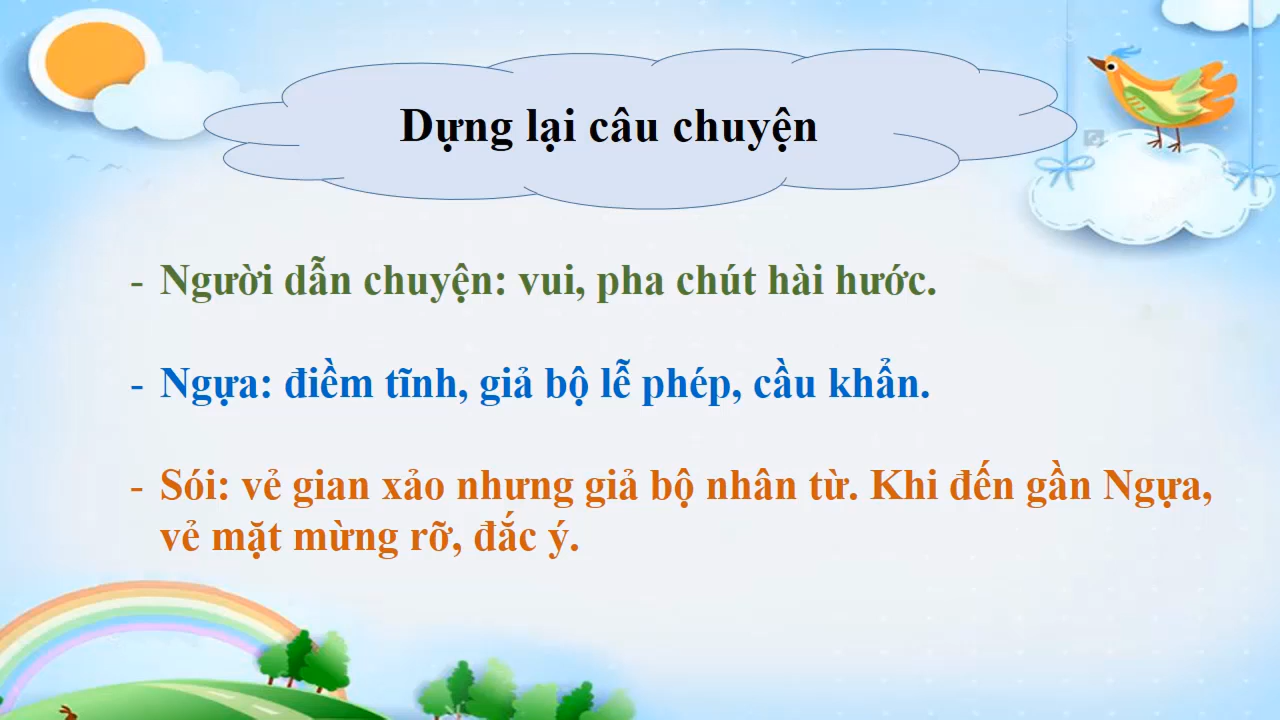 Dựng lại câu chuyện
- Người dẫn chuyện: vui, pha chút hài hước.
- Ngựa: điềm tĩnh, giả bộ lễ phép, cầu khẩn.
- Sói: vẻ gian xảo nhưng giả bộ nhân từ. Khi đến gần Ngựa,
vẻ mặt mừng rỡ, đắc ý.